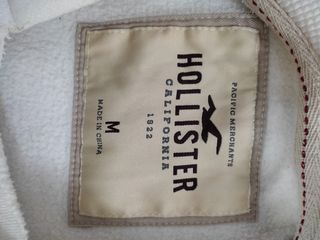 PACIFIC MERCHANTS
HOLLISTER
CALIFORNIA
1922
M
MADE IN CHINA